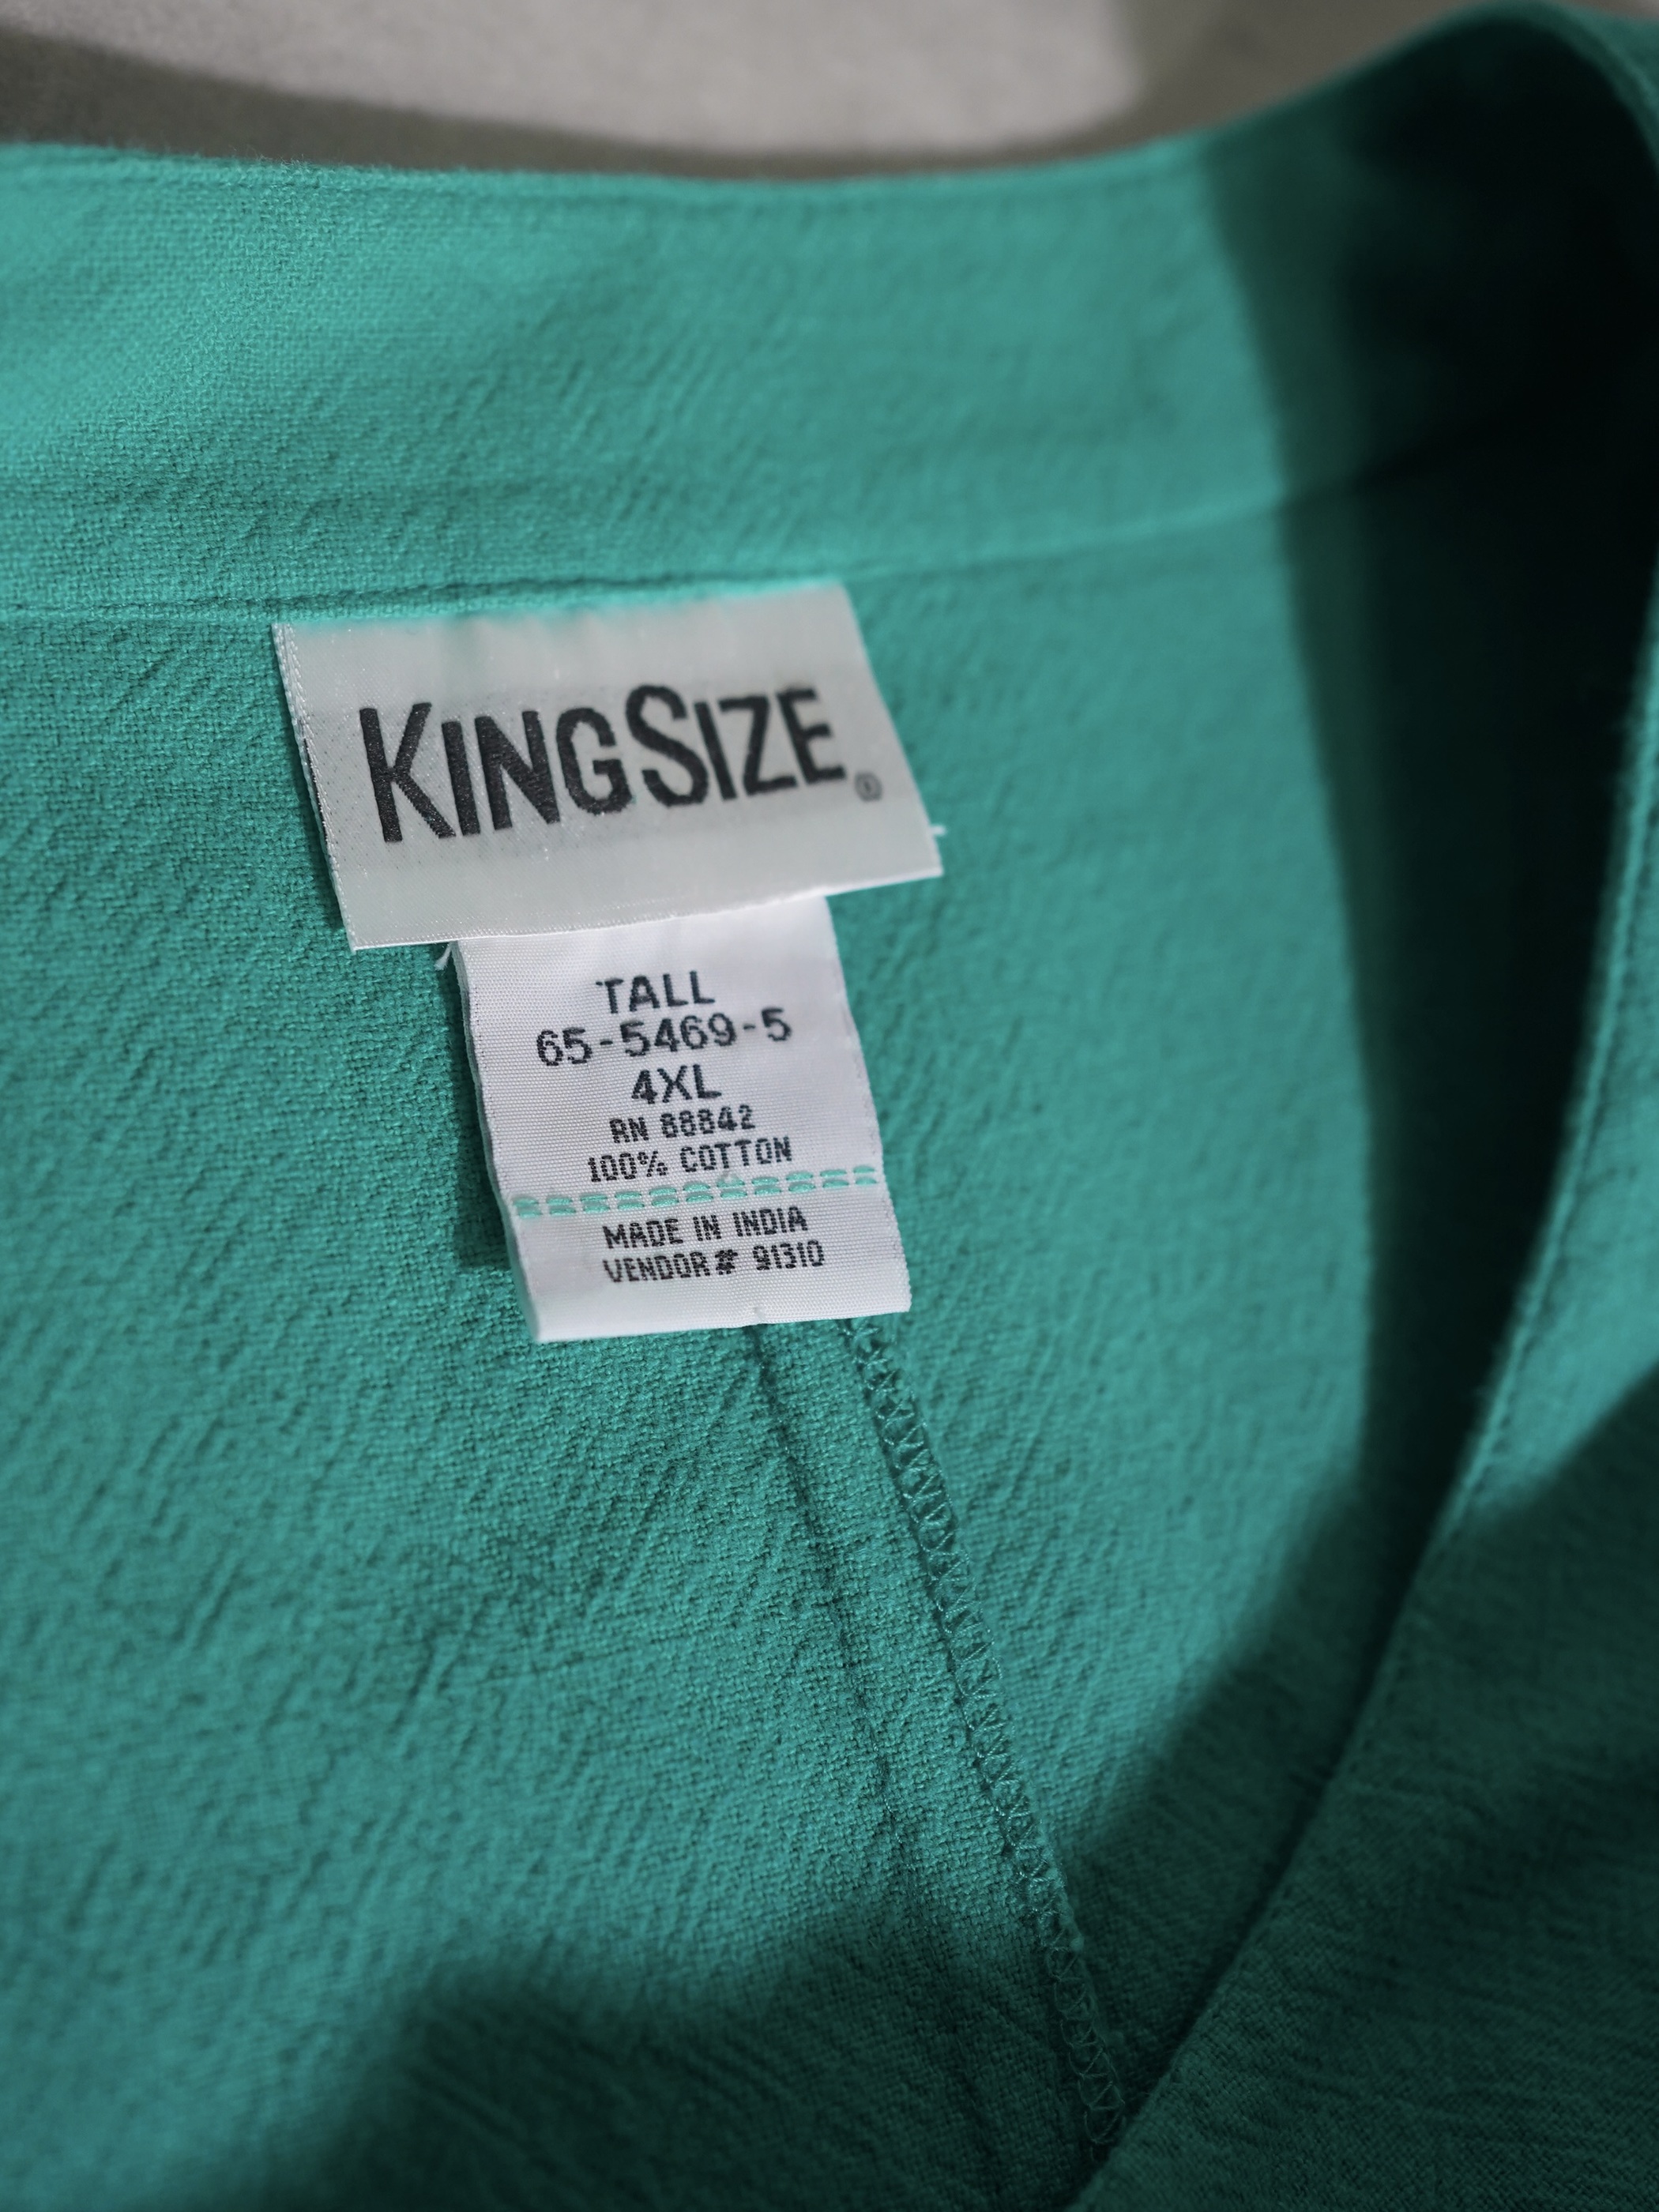 KINGSIZE®
TALL
65-5469-5
4XL
RN 88842
100% COTTON
MADE IN INDIA
VENDOR# 91310